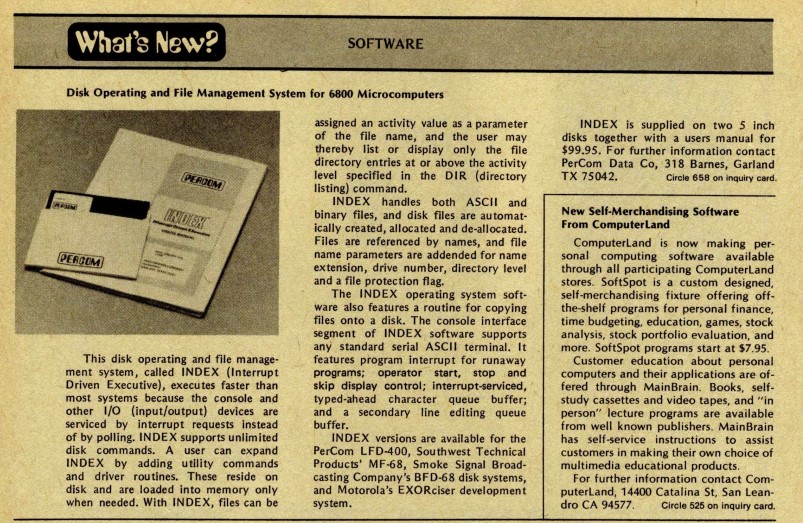 What's New?
SOFTWARE
Disk Operating and File Management System for 6800 Microcomputers
PERCOM
INDEX
PERCOM
PERCOM
This disk operating and file manage-
ment system, called INDEX (Interrupt
Driven Executive), executes faster than
most systems because the console and
other I/O (input/output) devices are
serviced by interrupt requests instead
of by polling. INDEX supports unlimited
disk commands. A user can expand
INDEX by adding utility commands
and driver routines. These reside on
disk and are loaded into memory only
when needed. With INDEX, files can be
assigned an activity value as a parameter
of the file name, and the user may
thereby list or display only the file
directory entries at or above the activity
level specified in the DIR (directory
listing) command.
INDEX handles both ASCII and
binary files, and disk files are automat-
ically created, allocated and de-allocated.
Files are referenced by names, and file
name parameters are addended for name
extension, drive number, directory level
and a file protection flag.
The INDEX operating system soft-
ware also features a routine for copying
files onto a disk. The console interface
segment of INDEX software supports
any standard serial ASCII terminal. It
features program interrupt for runaway
programs; operator start, stop and
skip display control; interrupt-serviced,
typed-ahead character queue buffer;
and a secondary line editing queue
buffer.
INDEX versions are available for the
PerCom LFD-400, Southwest Technical
Products' MF-68, Smoke Signal Broad-
casting Company's BFD-68 disk systems,
and Motorola's EXORciser development
system.
INDEX is supplied on two 5 inch
disks together with a users manual for
$99.95. For further information contact
PerCom Data Co, 318 Barnes, Garland
TX 75042. Circle 658 on inquiry card.
New Self-Merchandising Software
From ComputerLand
ComputerLand is now making per-
sonal computing software available
through all participating ComputerLand
stores. SoftSpot is a custom designed,
self-merchandising fixture offering off-
the-shelf programs for personal finance,
time budgeting, education, games, stock
analysis, stock portfolio evaluation, and
more. SoftSpot programs start at $7.95.
Customer education about personal
computers and their applications are of-
fered through MainBrain. Books, self-
study cassettes and video tapes, and "in
person" lecture programs are available
from well known publishers. MainBrain
has self-service instructions to assist
customers in making their own choice of
multimedia educational products.
For further information contact Com-
puterLand, 14400 Catalina St, San Lean-
dro CA 94577. Circle 525 on inquiry card.